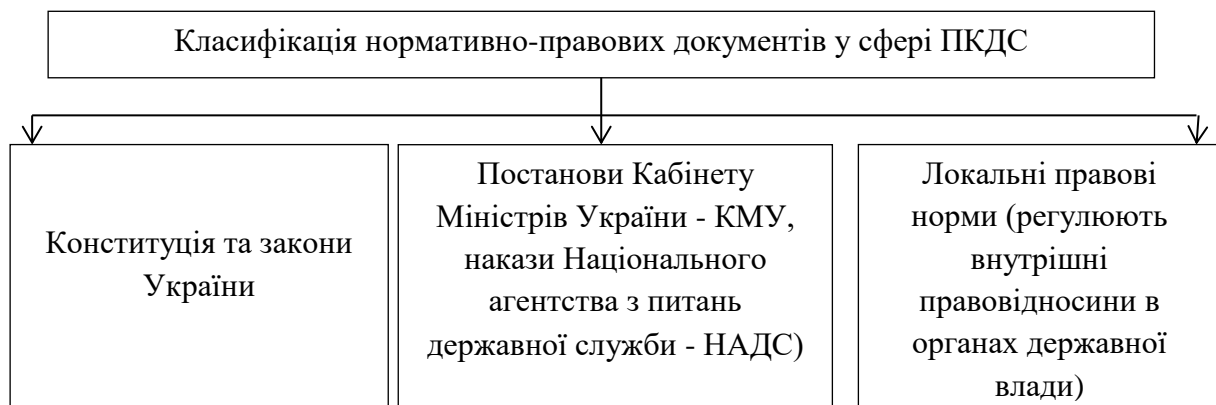 Класифікація нормативно-правових документів у сфері ПКДС
Конституція та закони
України
Постанови Кабінету
Міністрів України - КМУ,
накази Національного
агентства з питань
державної служби - НАДС)
Локальні правові
норми (регулюють
внутрішні
правовідносини в
органах державної
влади)